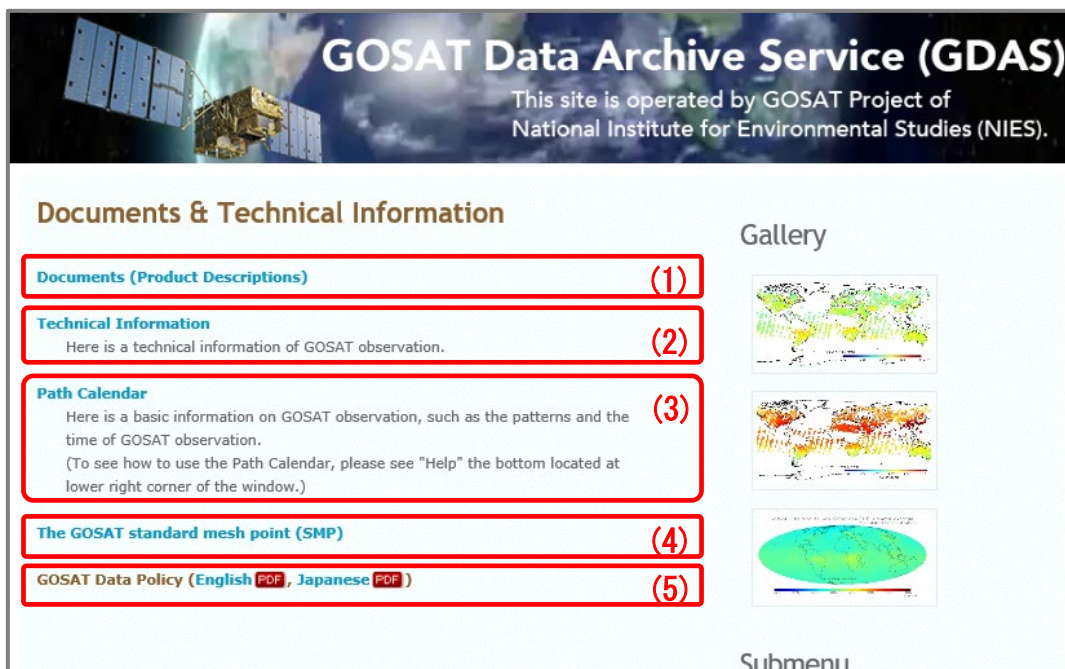 GOSAT Data Archive Service (GDAS)
This site is operated by GOSAT Project of
National Institute for Environmental Studies (NIES).
Documents & Technical Information
Documents (Product Descriptions)
(1)
Technical Information
Here is a technical information of GOSAT observation.
(2)
Path Calendar
Here is a basic information on GOSAT observation, such as the patterns and the
(3)
time of GOSAT observation.
(To see how to use the Path Calendar, please see "Help" the bottom located at
lower right corner of the window.)
The GOSAT standard mesh point (SMP)
(4)
GOSAT Data Policy (English PDF, Japanese PDF)
(5)
Gallery
Submenu